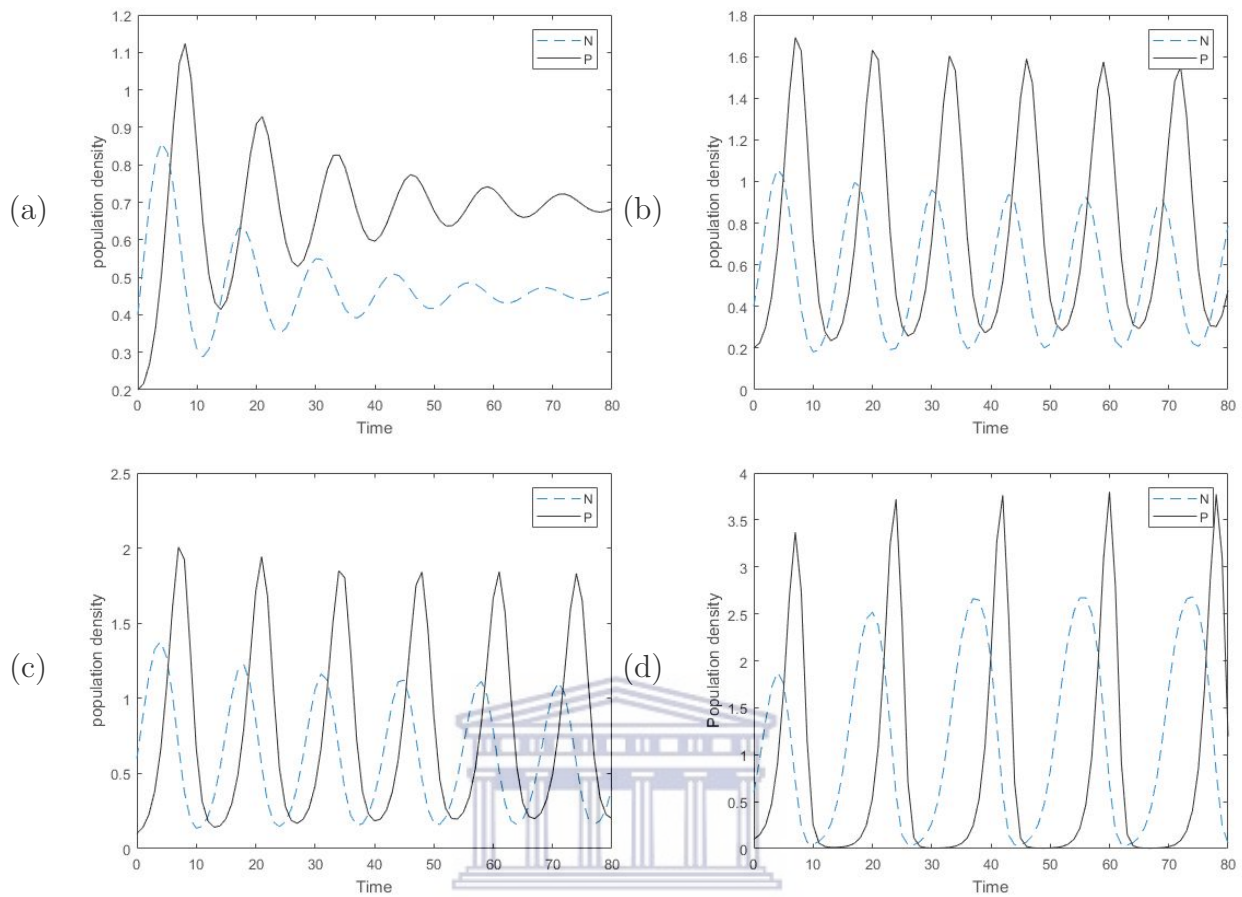 (a)
1.2
1.1
1
0.9
0.8
0.7
0.6
0.5
0.4
0.3
0.2
population density
0 10 20 30 40 50 60 70 80
Time
N
P
(b)
1.8
1.6
1.4
1.2
1
0.8
0.6
0.4
0.2
0
population density
0 10 20 30 40 50 60 70 80
Time
N
P
(c)
2.5
2
1.5
1
0.5
0
population density
0 10 20 30 40 50 60 70 80
Time
N
P
(d)
4
3.5
3
2.5
2
1.5
1
0.5
0
Population density
0 10 20 30 40 50 60 70 80
Time
N
P